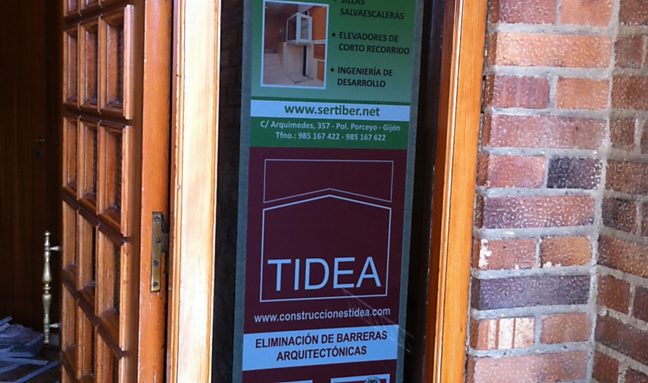 SILLAS
SALVAESCALERAS
• ELEVADORES DE
CORTO RECORRIDO
• INGENIERÍA DE
DESARROLLO
www.sertiber.net
C/ Arquímedes, 357 - Pol. Porceyo - Gijón
Tfno.: 985 167 422 - 985 167 622
TIDEA
www.construccionestidea.com
ELIMINACIÓN DE BARRERAS
ARQUITECTÓNICAS